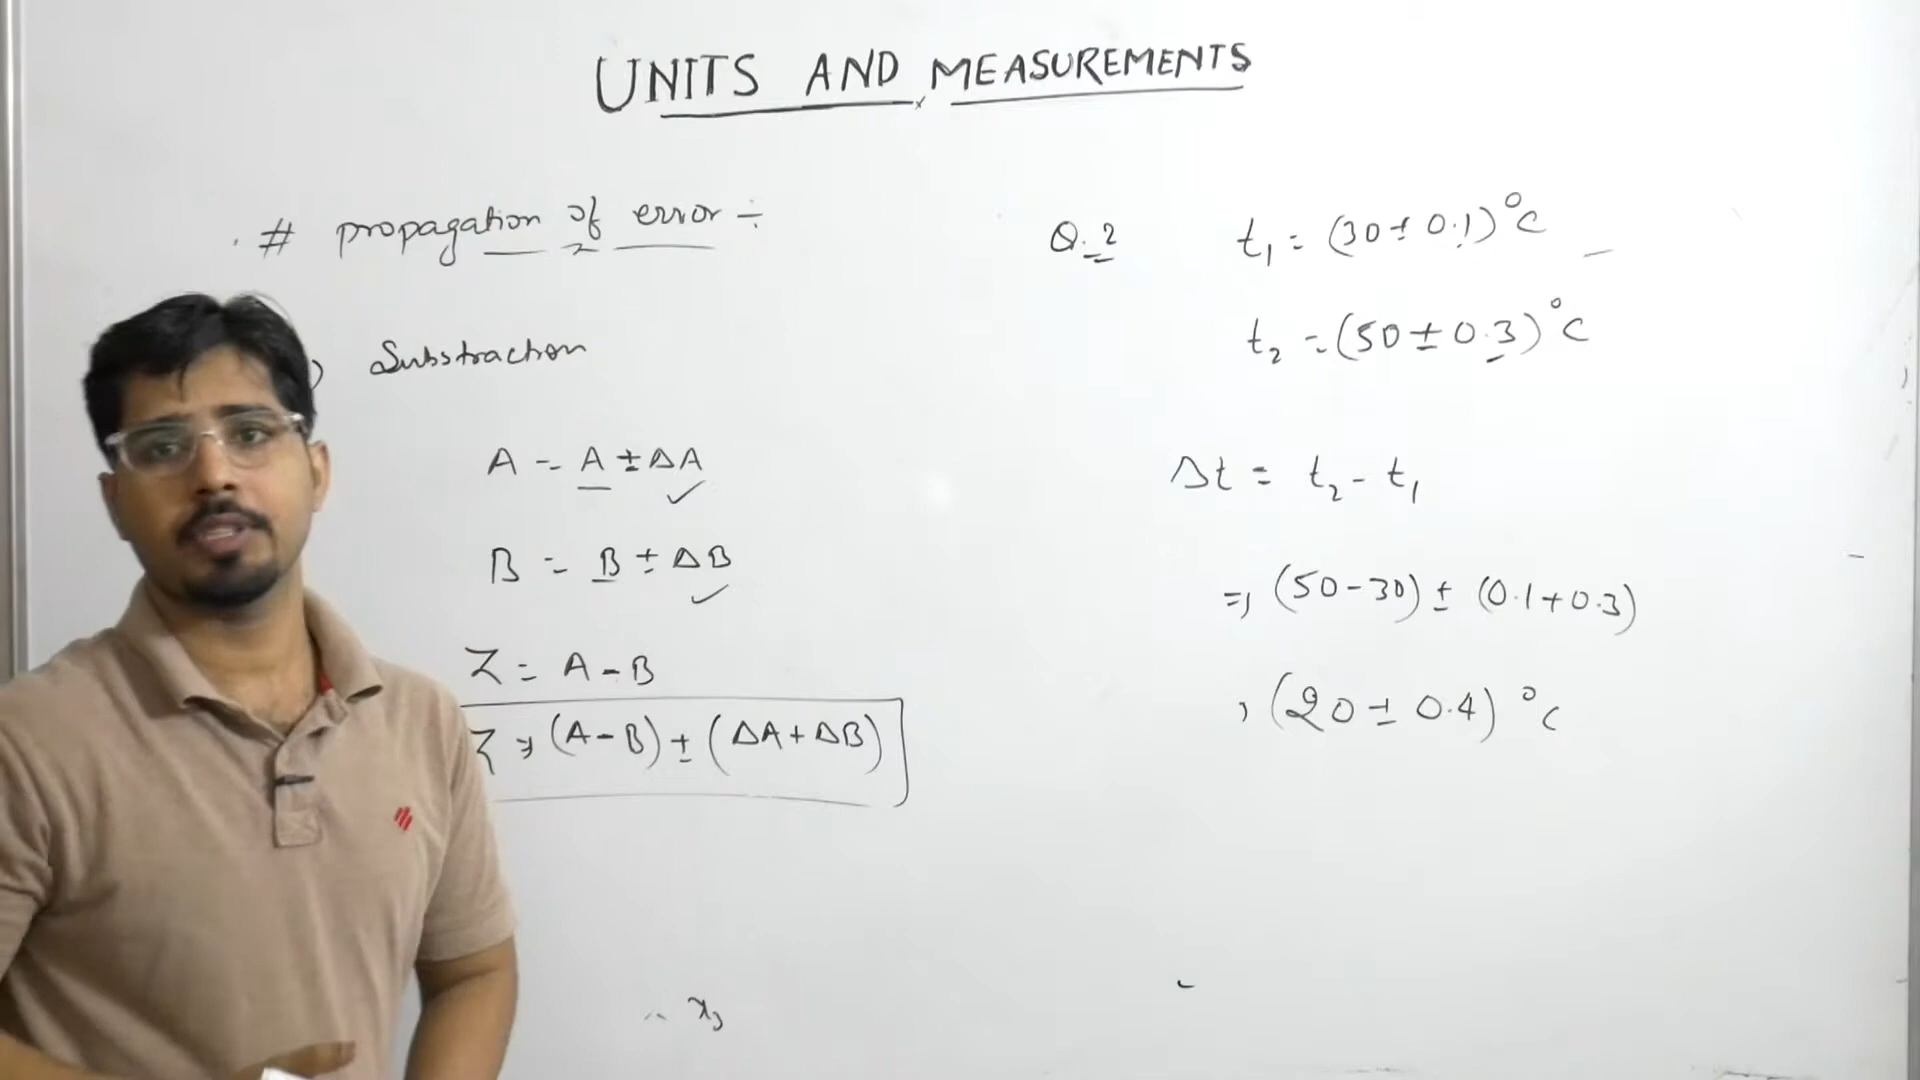 UNITS AND MEASUREMENTS
# propagation of error ÷
) Substraction
A = A ± ΔA
B = B ± ΔB
Z = A - B
Z ⇒ (A - B) ± (ΔA + ΔB)
Q.2 t₁ = (30 ± 0.1)°C
t₂ = (50 ± 0.3)°C
Δt = t₂ - t₁
⇒ (50 - 30) ± (0.1 + 0.3)
(20 ± 0.4) °C